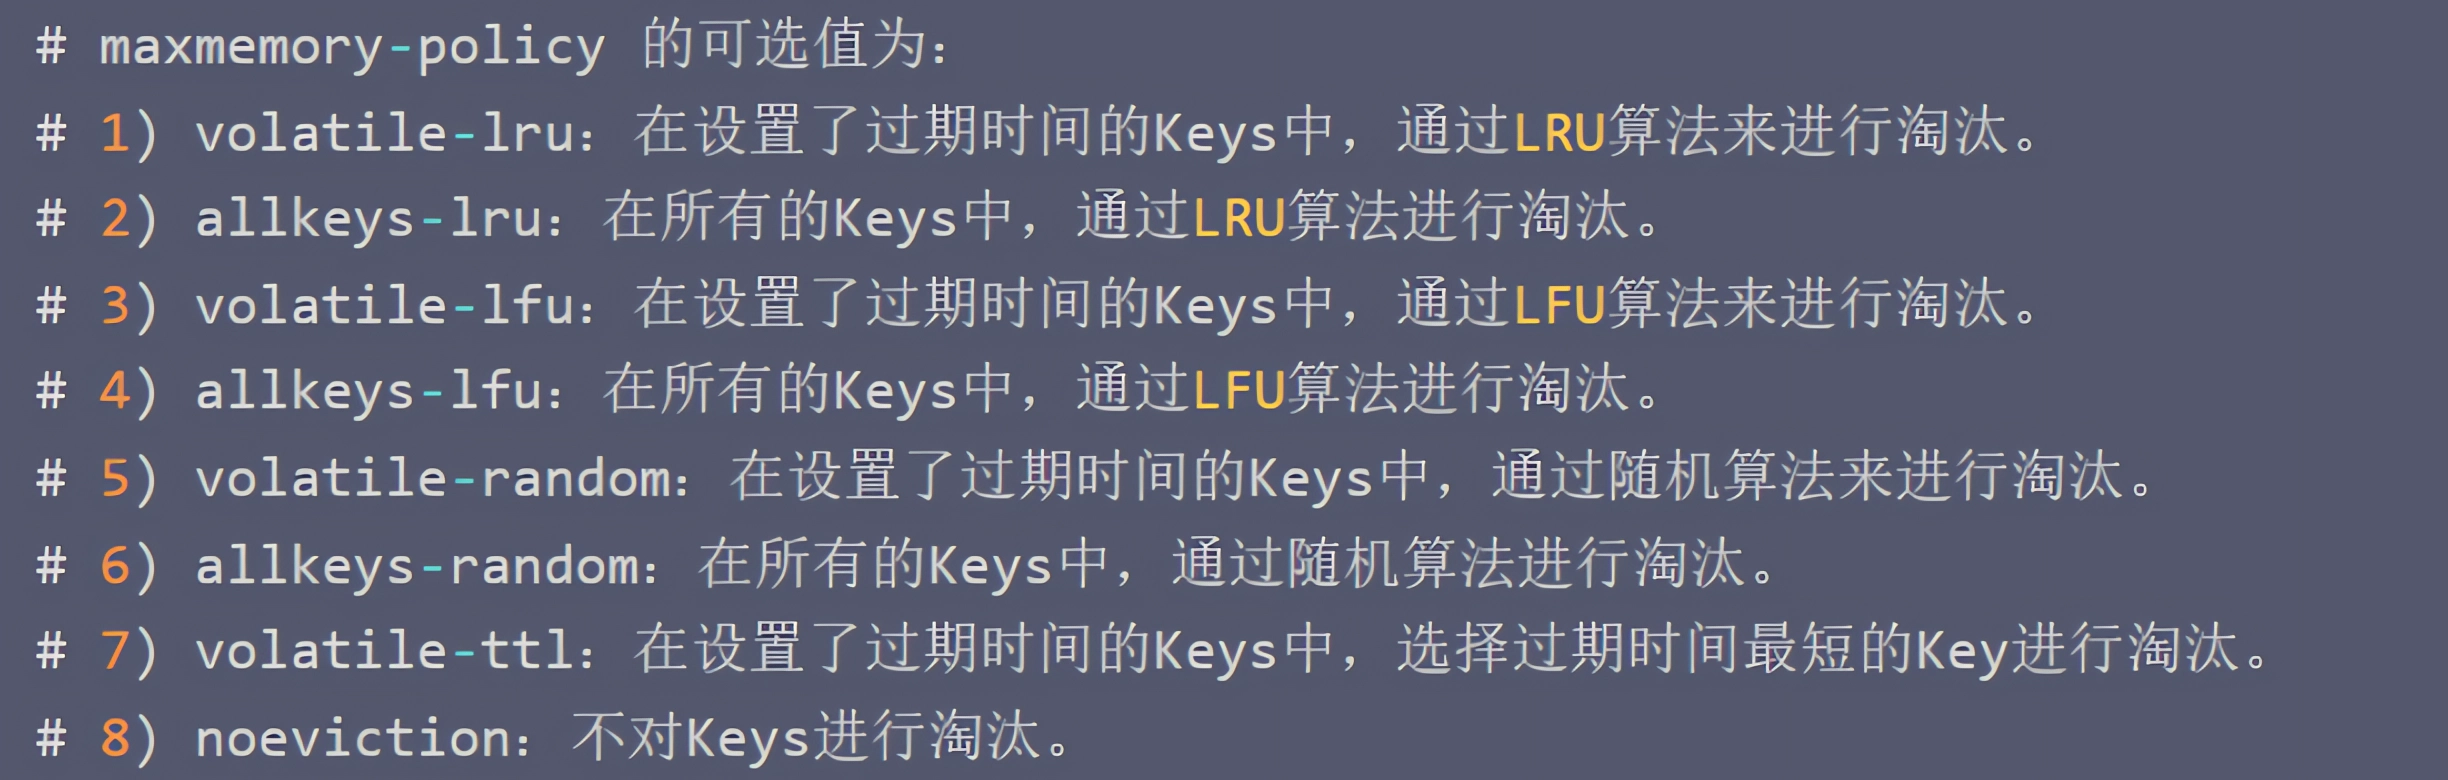 # maxmemory-policy 的可选值为：
# 1) volatile-lru：在设置了过期时间的Keys中，通过LRU算法来进行淘汰。
# 2) allkeys-lru：在所有的Keys中，通过LRU算法进行淘汰。
# 3) volatile-lfu：在设置了过期时间的Keys中，通过LFU算法来进行淘汰。
# 4) allkeys-lfu：在所有的Keys中，通过LFU算法进行淘汰。
# 5) volatile-random：在设置了过期时间的Keys中，通过随机算法来进行淘汰。
# 6) allkeys-random：在所有的Keys中，通过随机算法进行淘汰。
# 7) volatile-ttl：在设置了过期时间的Keys中，选择过期时间最短的Key进行淘汰。
# 8) noeviction：不对Keys进行淘汰。